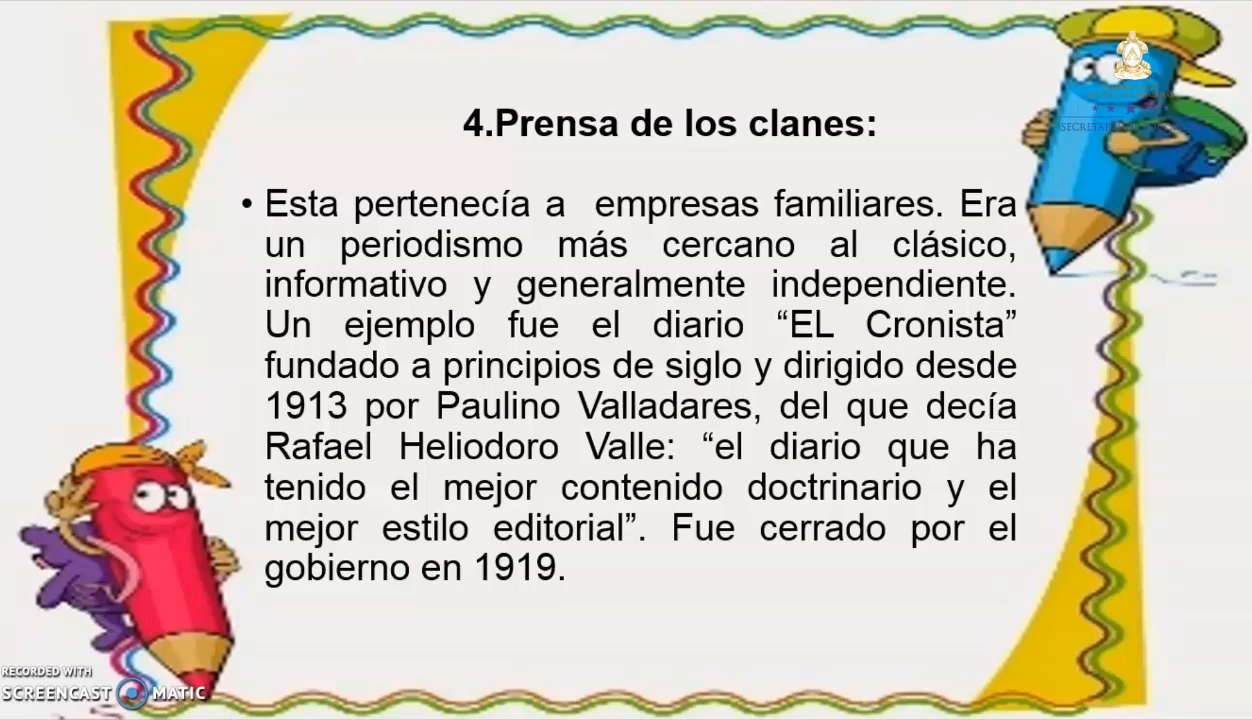 4.Prensa de los clanes:
• Esta pertenecía a empresas familiares. Era
un periodismo más cercano al clásico,
informativo y generalmente independiente.
Un ejemplo fue el diario “EL Cronista”
fundado a principios de siglo y dirigido desde
1913 por Paulino Valladares, del que decía
Rafael Heliodoro Valle: “el diario que ha
tenido el mejor contenido doctrinario y el
mejor estilo editorial”. Fue cerrado por el
gobierno en 1919.
RECORDED WITH
SCREENCAST MATIC